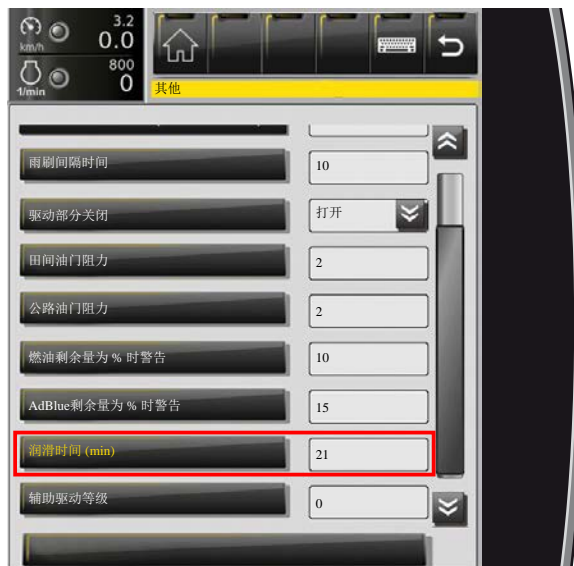 3.2
km/h
0.0
800
1/min
0
其他
雨刷间隔时间
10
驱动部分关闭
打开
田间油门阻力
2
公路油门阻力
2
燃油剩余量为 % 时警告
10
AdBlue剩余量为 % 时警告
15
润滑时间 (min)
21
辅助驱动等级
0